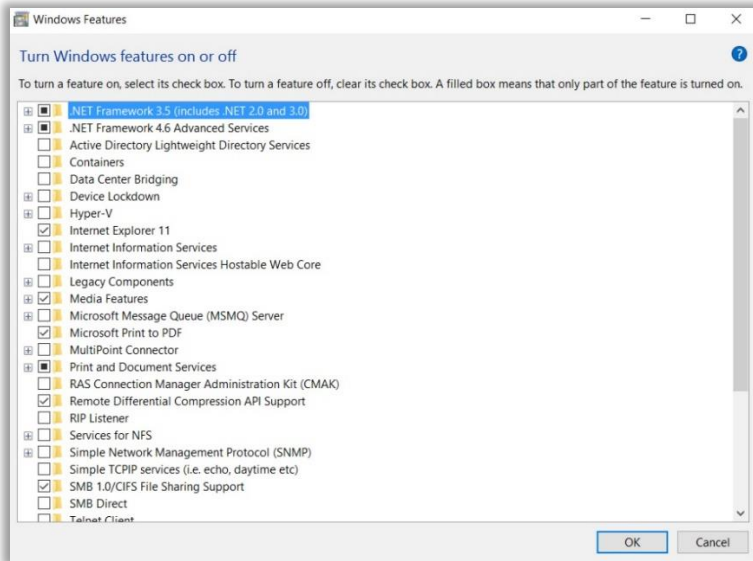 Windows Features
Turn Windows features on or off
To turn a feature on, select its check box. To turn a feature off, clear its check box. A filled box means that only part of the feature is turned on.
.NET Framework 3.5 (includes .NET 2.0 and 3.0)
.NET Framework 4.6 Advanced Services
Active Directory Lightweight Directory Services
Containers
Data Center Bridging
Device Lockdown
Hyper-V
Internet Explorer 11
Internet Information Services
Internet Information Services Hostable Web Core
Legacy Components
Media Features
Microsoft Message Queue (MSMQ) Server
Microsoft Print to PDF
MultiPoint Connector
Print and Document Services
RAS Connection Manager Administration Kit (CMAK)
Remote Differential Compression API Support
RIP Listener
Services for NFS
Simple Network Management Protocol (SNMP)
Simple TCPIP services (i.e. echo, daytime etc)
SMB 1.0/CIFS File Sharing Support
SMB Direct
Telnet Client
OK Cancel